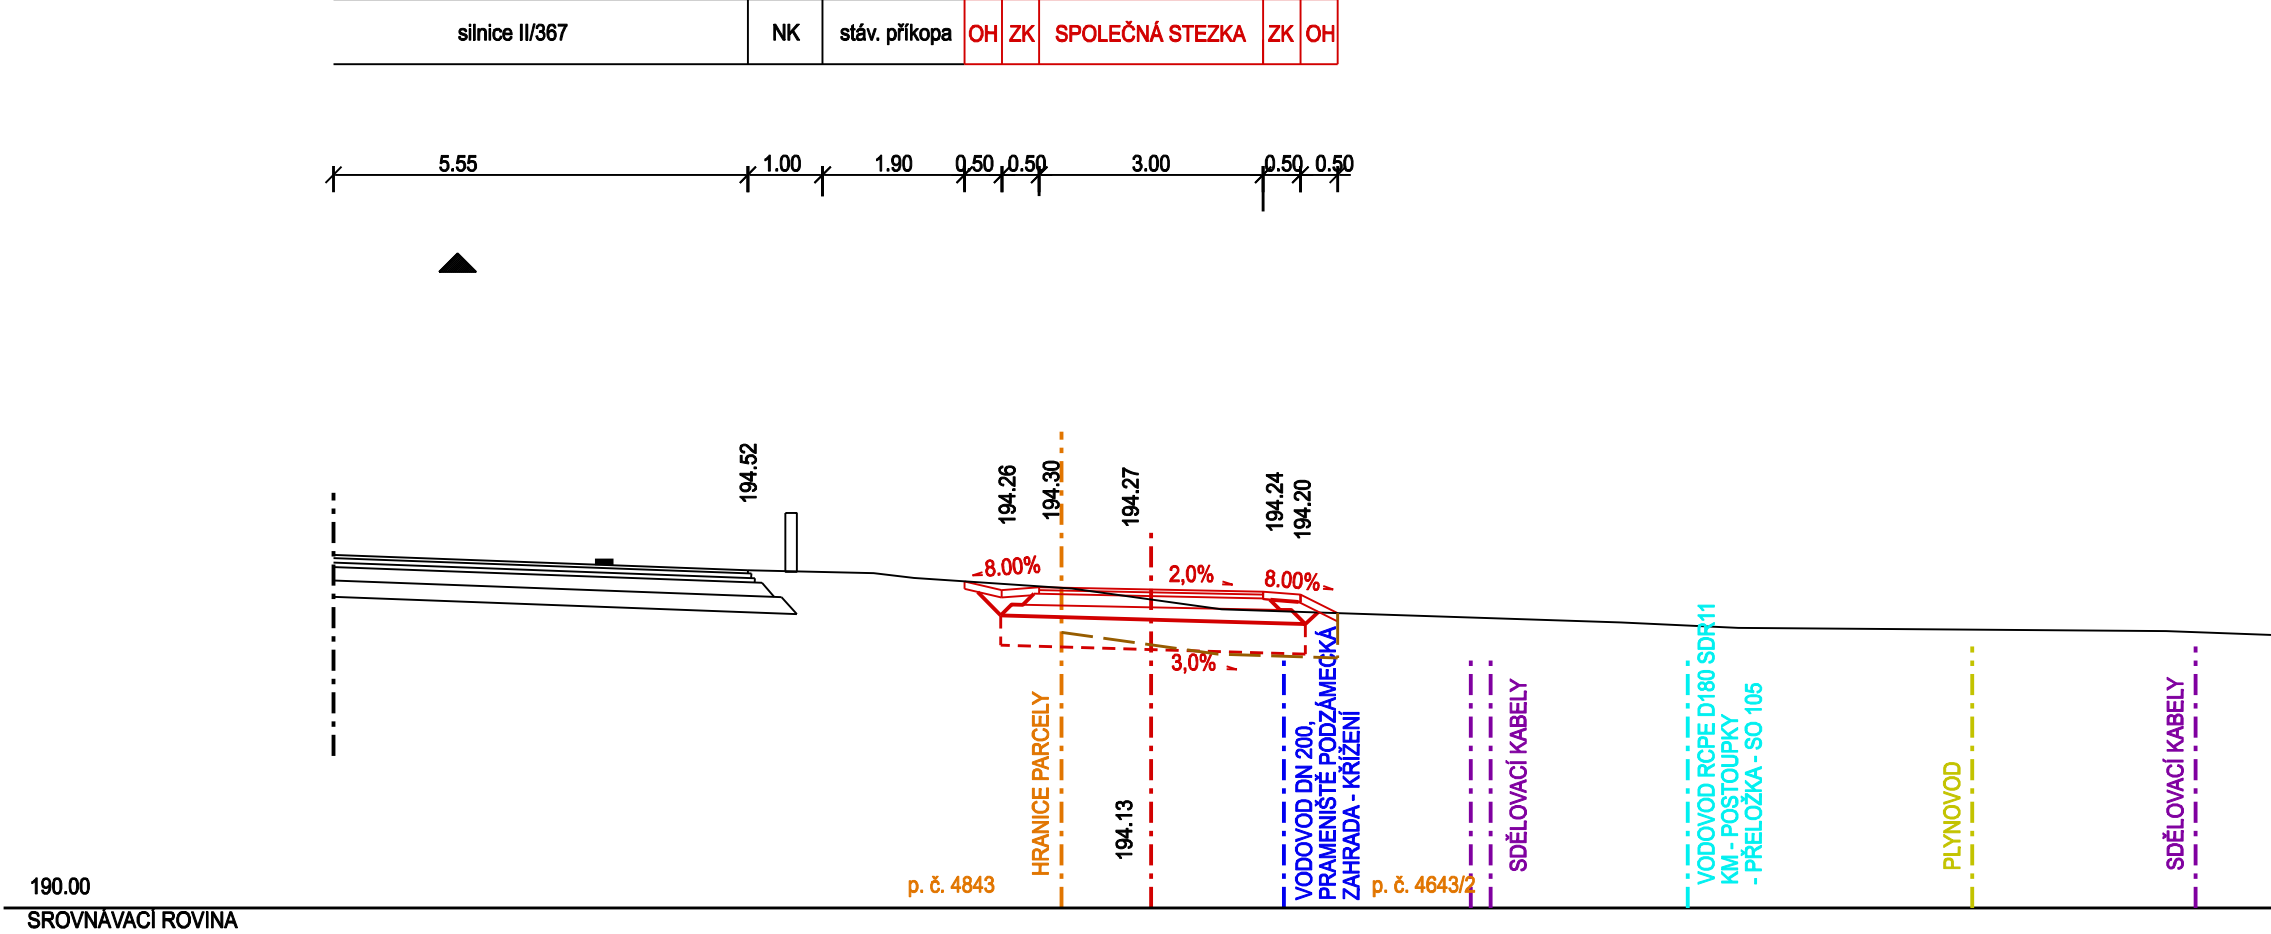 silnice II/367
NK
stáv. příkopa
OH
ZK
SPOLEČNÁ STEZKA
ZK
OH
5.55
1.00
1.90
0.50
0.50
3.00
0.50
0.50
194.52
194.26
194.30
194.27
194.24
194.20
8.00%
2,0%
8.00%
3,0%
HRANICE PARCELY
194.13
VODOVOD DN 200,
PRAMENIŠTĚ PODZÁMECKÁ
ZAHRADA - KŘÍŽENÍ
SDĚLOVACÍ KABELY
VODOVOD RCPE D180 SDR11
KM - POSTOUPKY
- PŘELOŽKA - SO 105
PLYNOVOD
SDĚLOVACÍ KABELY
p. č. 4843
p. č. 4643/2
190.00
SROVNÁVACÍ ROVINA